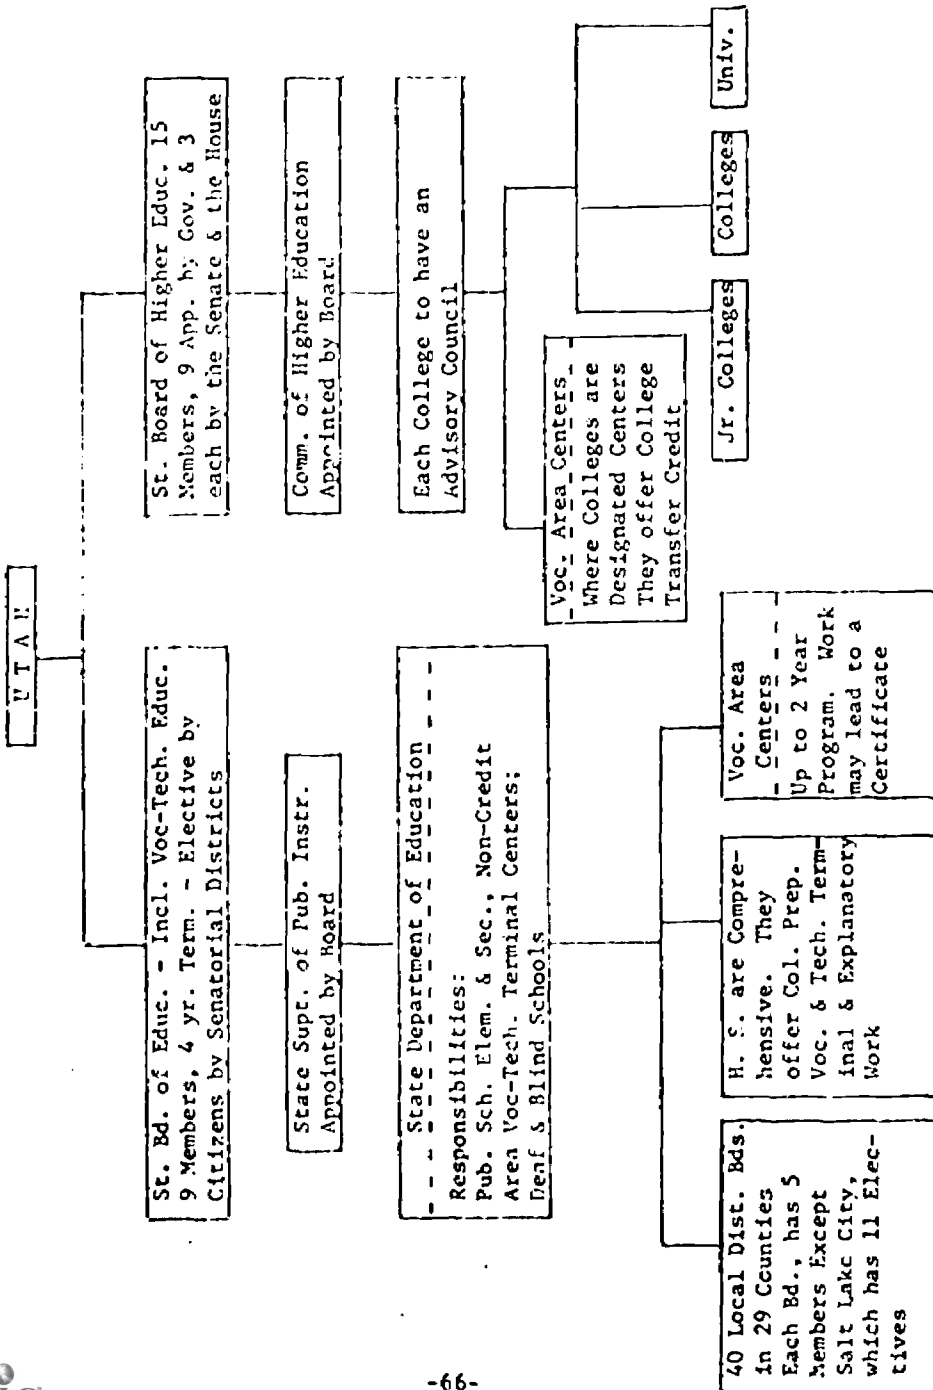 U T A H
St. Bd. of Educ. - Incl. Voc-Tech. Educ.
9 Members, 4 yr. Term. - Elective by
Citizens by Senatorial Districts
State Supt. of Pub. Instr.
Appointed by Board
State Department of Education
Responsibilities:
Pub. Sch. Elem. & Sec., Non-Credit
Area Voc-Tech. Terminal Centers;
Deaf & Blind Schools
40 Local Dist. Bds.
in 29 Counties
Each Bd., has 5
Members Except
Salt Lake City,
which has 11 Elec-
tives
H. S. are Compre-
hensive. They
offer Col. Prep.
Voc. & Tech. Term-
inal & Explanatory
Work
Voc. Area
Centers
Up to 2 Year
Program. Work
may lead to a
Certificate
St. Board of Higher Educ. 15
Members, 9 App. by Gov. & 3
each by the Senate & the House
Comm. of Higher Education
Appointed by Board
Each College to have an
Advisory Council
Voc. Area Centers
Where Colleges are
Designated Centers
They offer College
Transfer Credit
Jr. Colleges
Colleges
Univ.
-66-